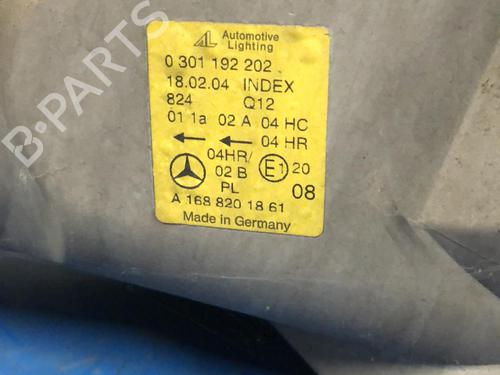 AL Automotive
Lighting
0 301 192 202
18.02.04 INDEX
824 Q12
01 1a 02 A 04 HC
04 HR
04HR/
02 B E1 20
PL 08
A 168 820 18 61
Made in Germany
B-PARTS